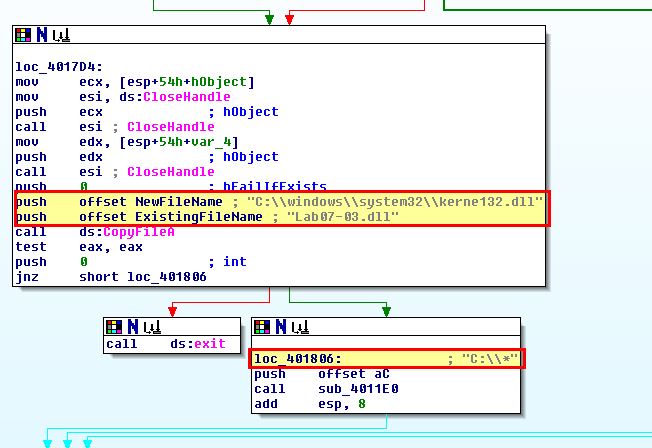 loc_4017D4:
mov ecx, [esp+54h+hObject]
mov esi, ds:CloseHandle
push ecx ; hObject
call esi ; CloseHandle
mov edx, [esp+54h+var_4]
push edx ; hObject
call esi ; CloseHandle
push 0 ; bFailIfExists
push offset NewFileName ; "C:\\windows\\system32\\kerne132.dll"
push offset ExistingFileName ; "Lab07-03.dll"
call ds:CopyFileA
test eax, eax
push 0 ; int
jnz short loc_401806
call ds:exit
loc_401806: ; "C:\\*"
push offset aC
call sub_4011E0
add esp, 8